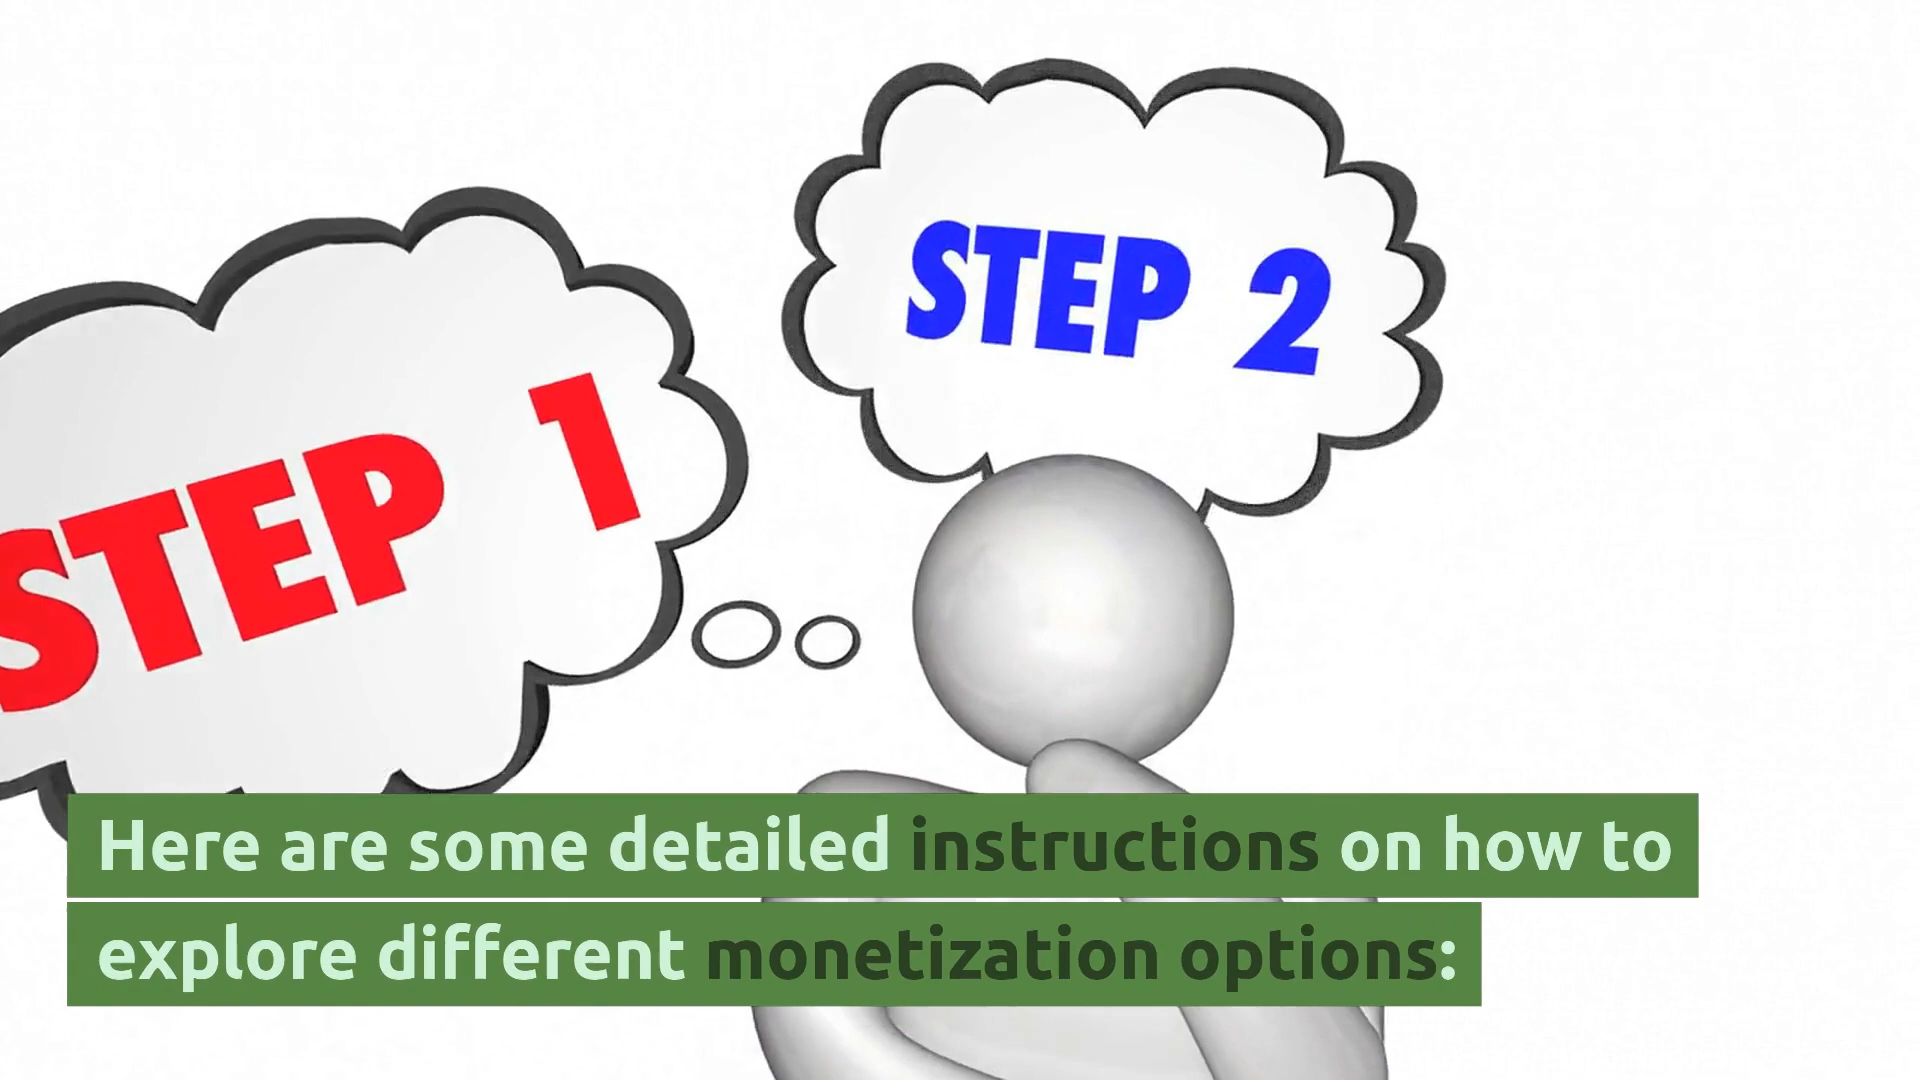 STEP 1
STEP 2
Here are some detailed instructions on how to
explore different monetization options: